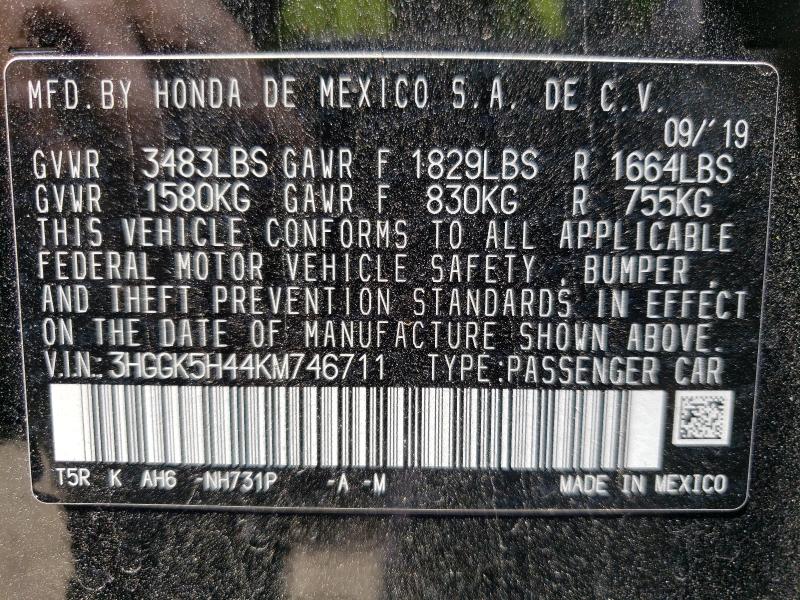 MFD. BY HONDA DE MEXICO S.A. DE C.V.
09/'19
GVWR 3483LBS GAWR F 1829LBS R 1664LBS
GVWR 1580KG GAWR F 830KG R 755KG
THIS VEHICLE CONFORMS TO ALL APPLICABLE
FEDERAL MOTOR VEHICLE SAFETY , BUMPER ,
AND THEFT PREVENTION STANDARDS IN EFFECT
ON THE DATE OF MANUFACTURE SHOWN ABOVE.
V.I.N.:3HGGK5H44KM746711 TYPE:PASSENGER CAR
T5R K AH6 -NH731P -A -M MADE IN MEXICO